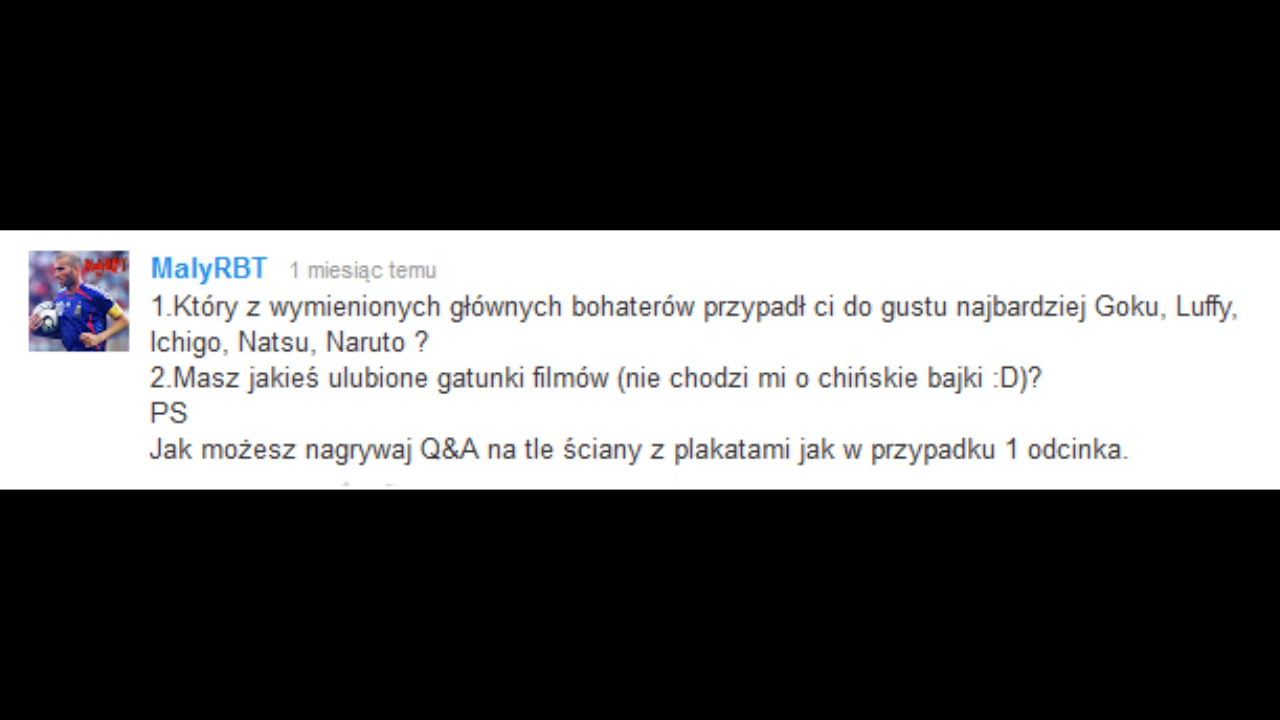 MalyRBT 1 miesiąc temu
1.Który z wymienionych głównych bohaterów przypadł ci do gustu najbardziej Goku, Luffy,
Ichigo, Natsu, Naruto ?
2.Masz jakieś ulubione gatunki filmów (nie chodzi mi o chińskie bajki :D)?
PS
Jak możesz nagrywaj Q&A na tle ściany z plakatami jak w przypadku 1 odcinka.